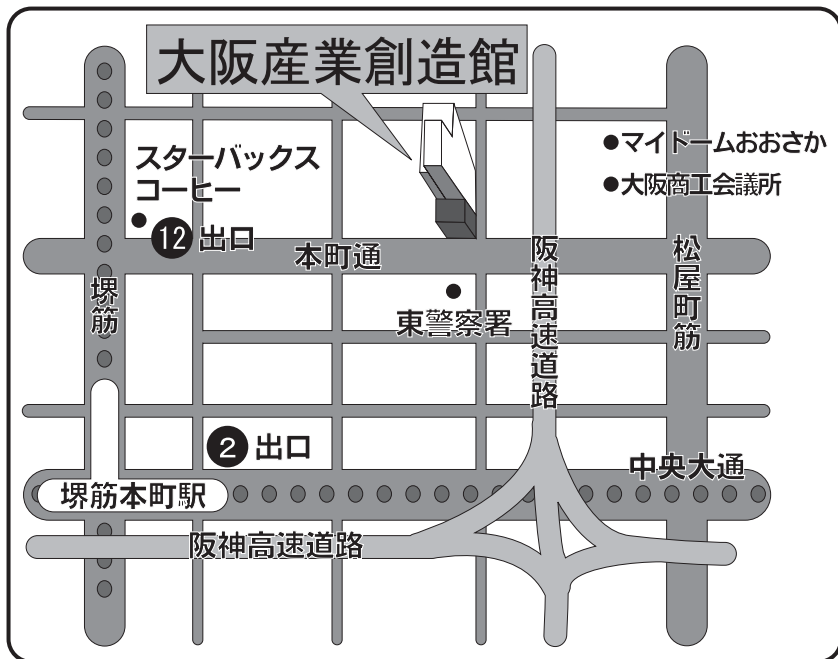 大阪産業創造館
スターバックス
コーヒー
●マイドームおおさか
●大阪商工会議所
12 出口
本町通
堺筋
阪神高速道路
松屋町筋
東警察署
2 出口
中央大通
堺筋本町駅
阪神高速道路